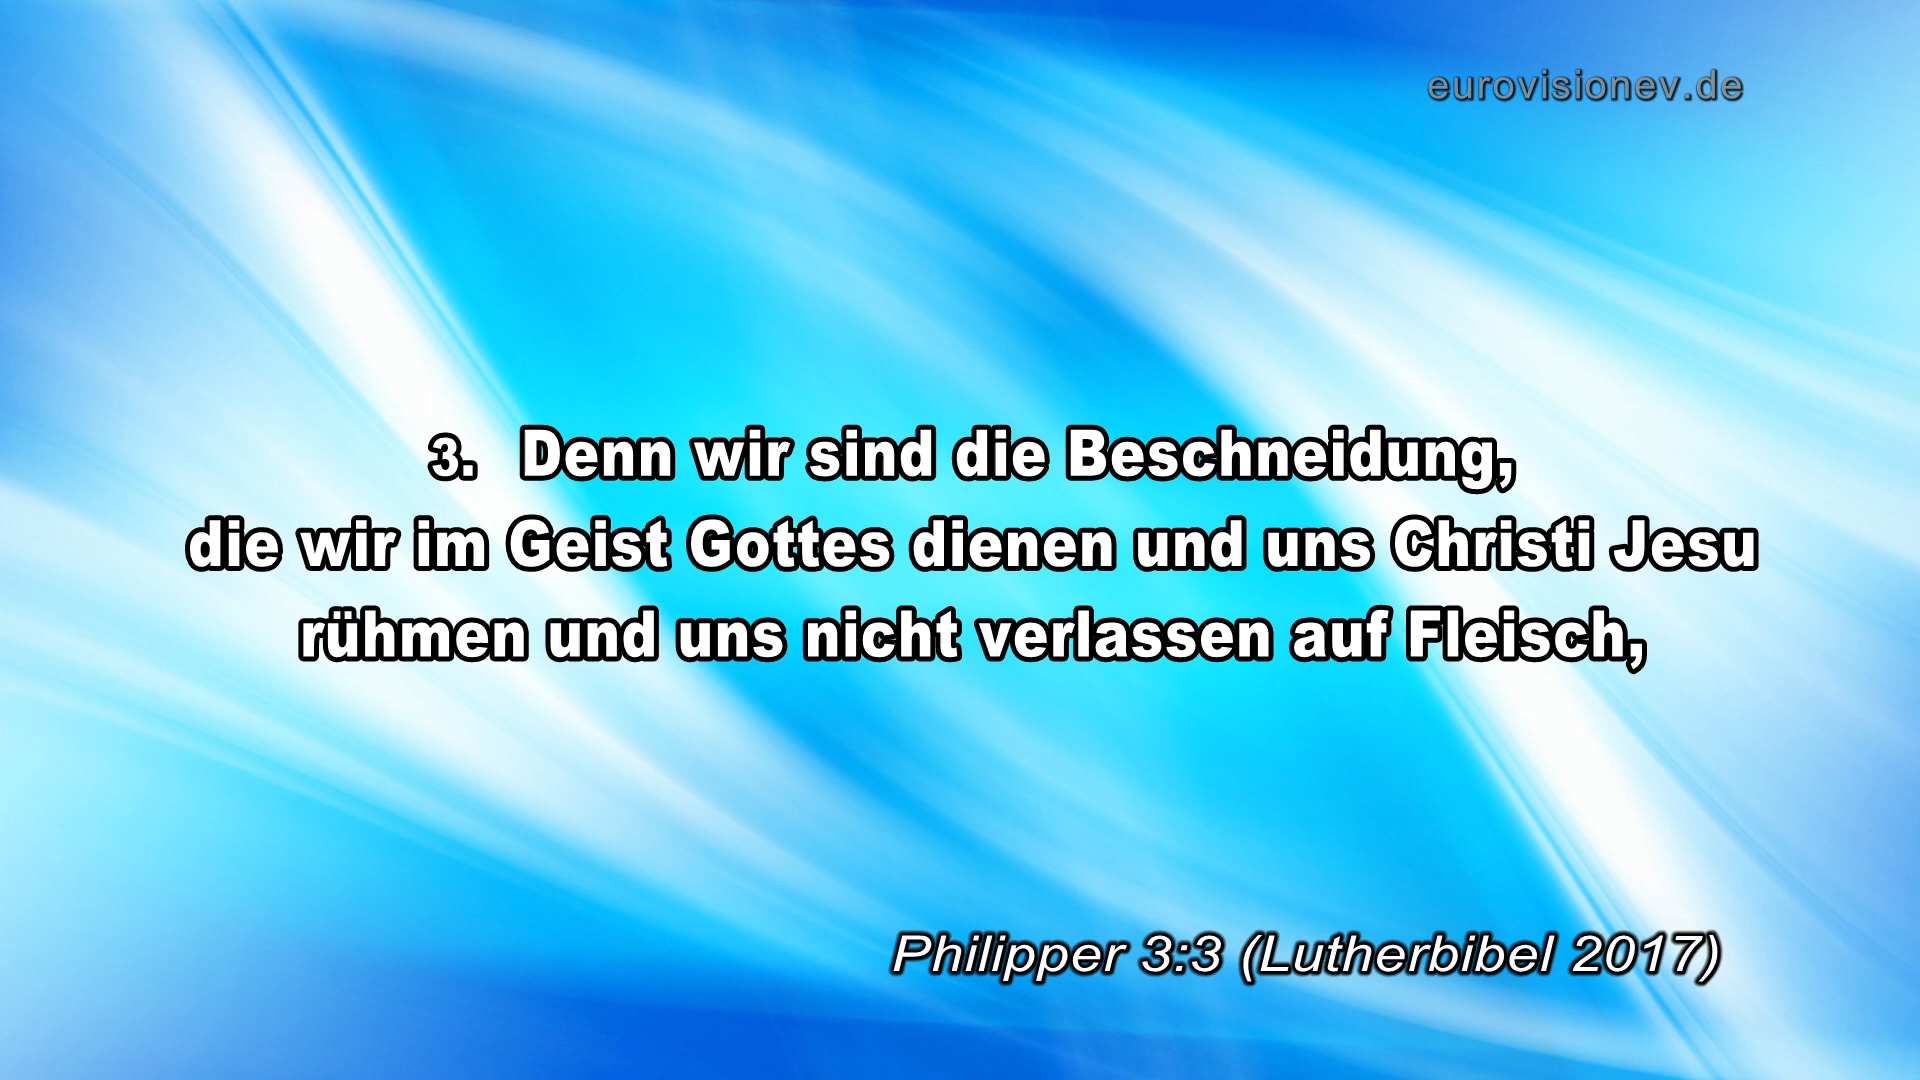 eurovisionev.de
3. Denn wir sind die Beschneidung,
die wir im Geist Gottes dienen und uns Christi Jesu
rühmen und uns nicht verlassen auf Fleisch,
Philipper 3:3 (Lutherbibel 2017)